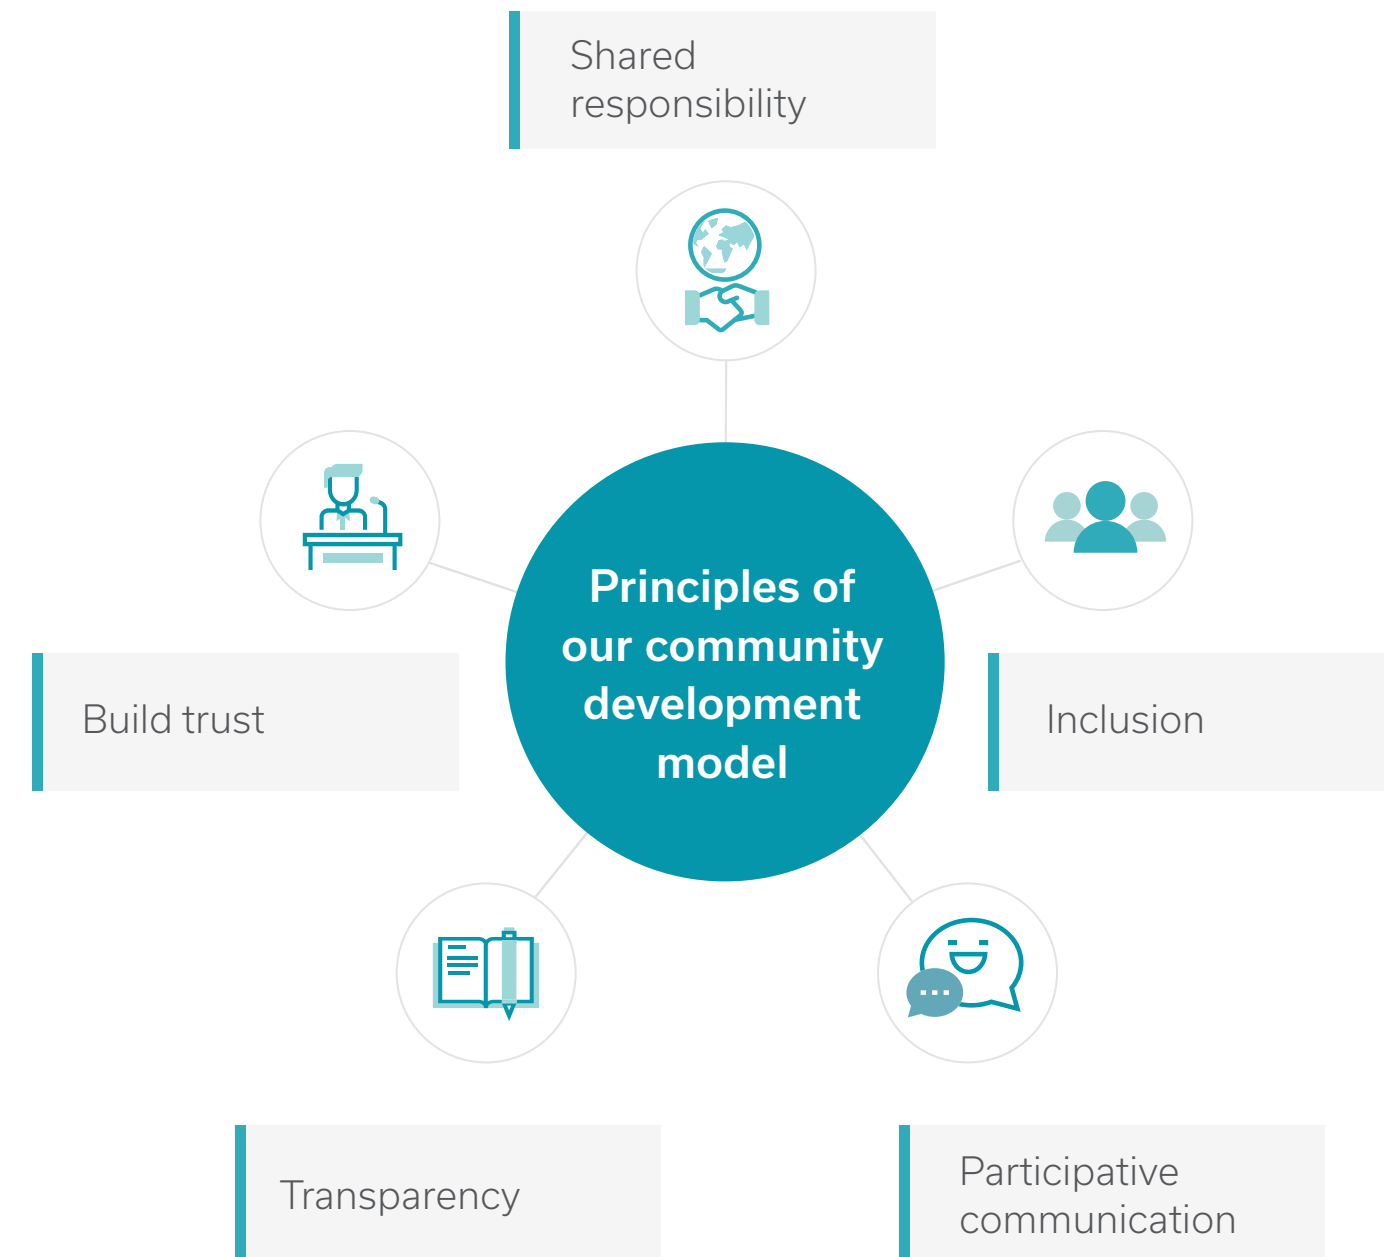 Shared
responsibility
Principles of
our community
development
model
Build trust
Inclusion
Transparency
Participative
communication